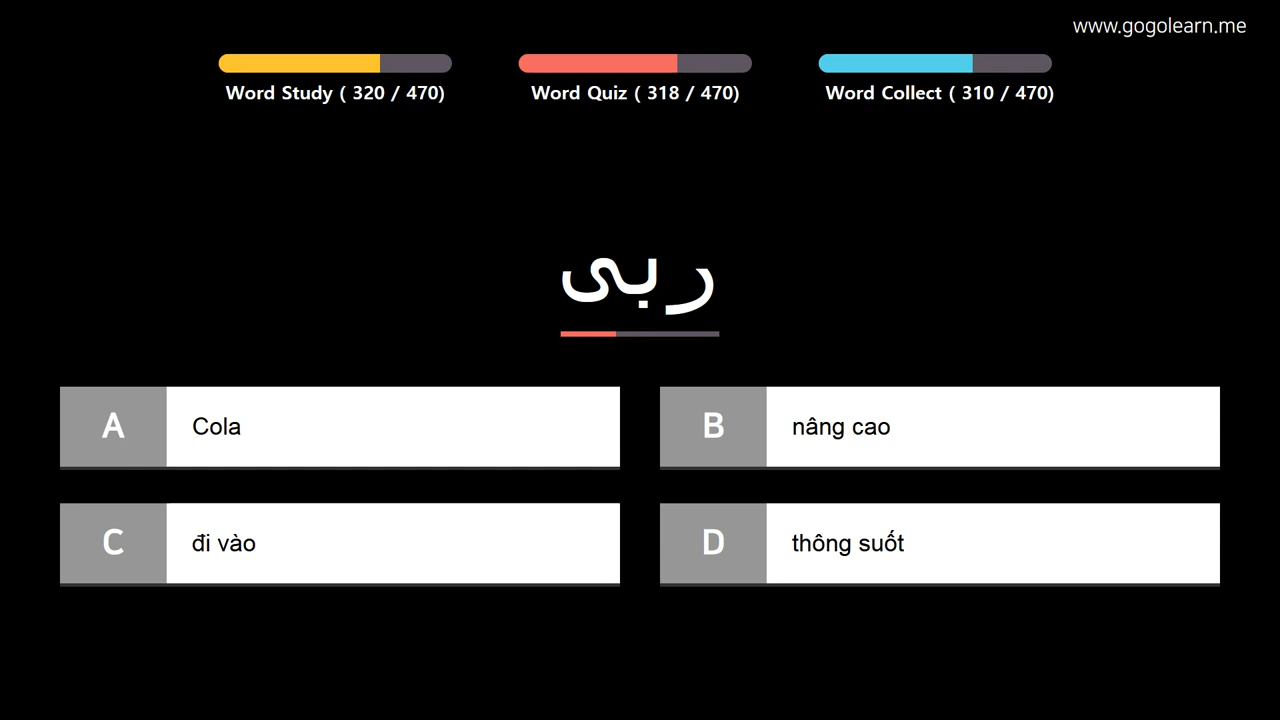 www.gogolearn.me
Word Study ( 320 / 470)
Word Quiz ( 318 / 470)
Word Collect ( 310 / 470)
ربى
A
Cola
B
nâng cao
C
đi vào
D
thông suốt